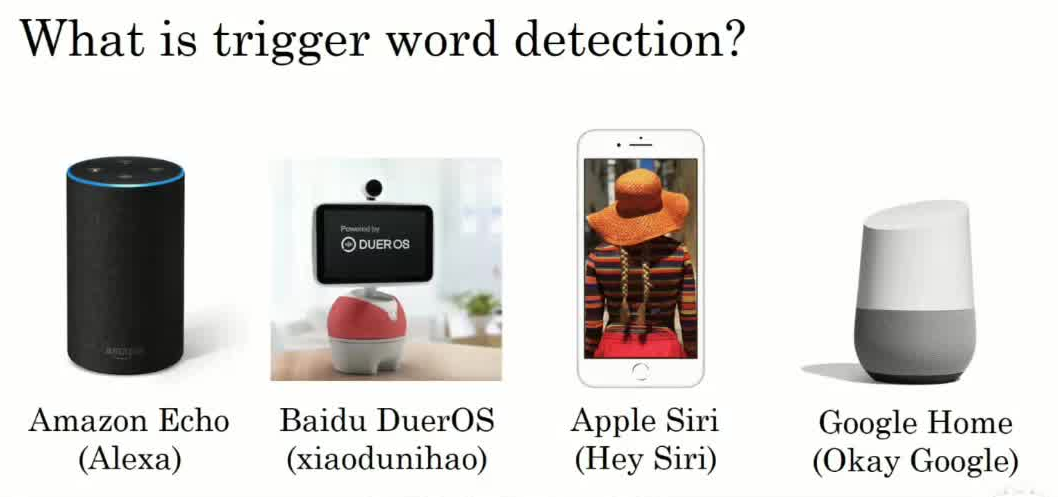 What is trigger word detection?
Powered by
DUER OS
amazon
Amazon Echo
(Alexa)
Baidu DuerOS
(xiaodunihao)
Apple Siri
(Hey Siri)
Google Home
(Okay Google)